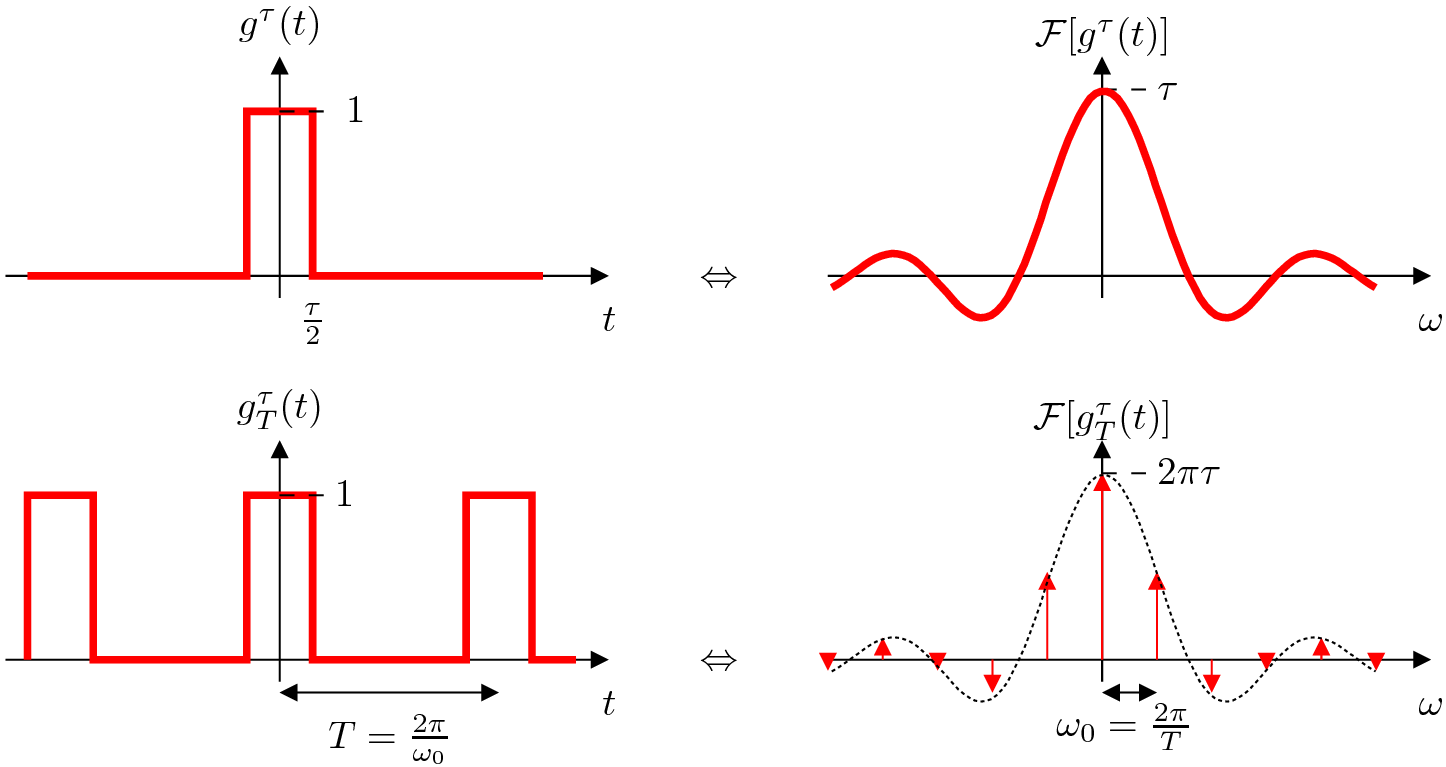 g^τ(t)
1
τ/2
t
⇔
ℱ[g^τ(t)]
τ
ω
g_T^τ(t)
1
t
T = 2π/ω₀
⇔
ℱ[g_T^τ(t)]
2πτ
ω
ω₀ = 2π/T